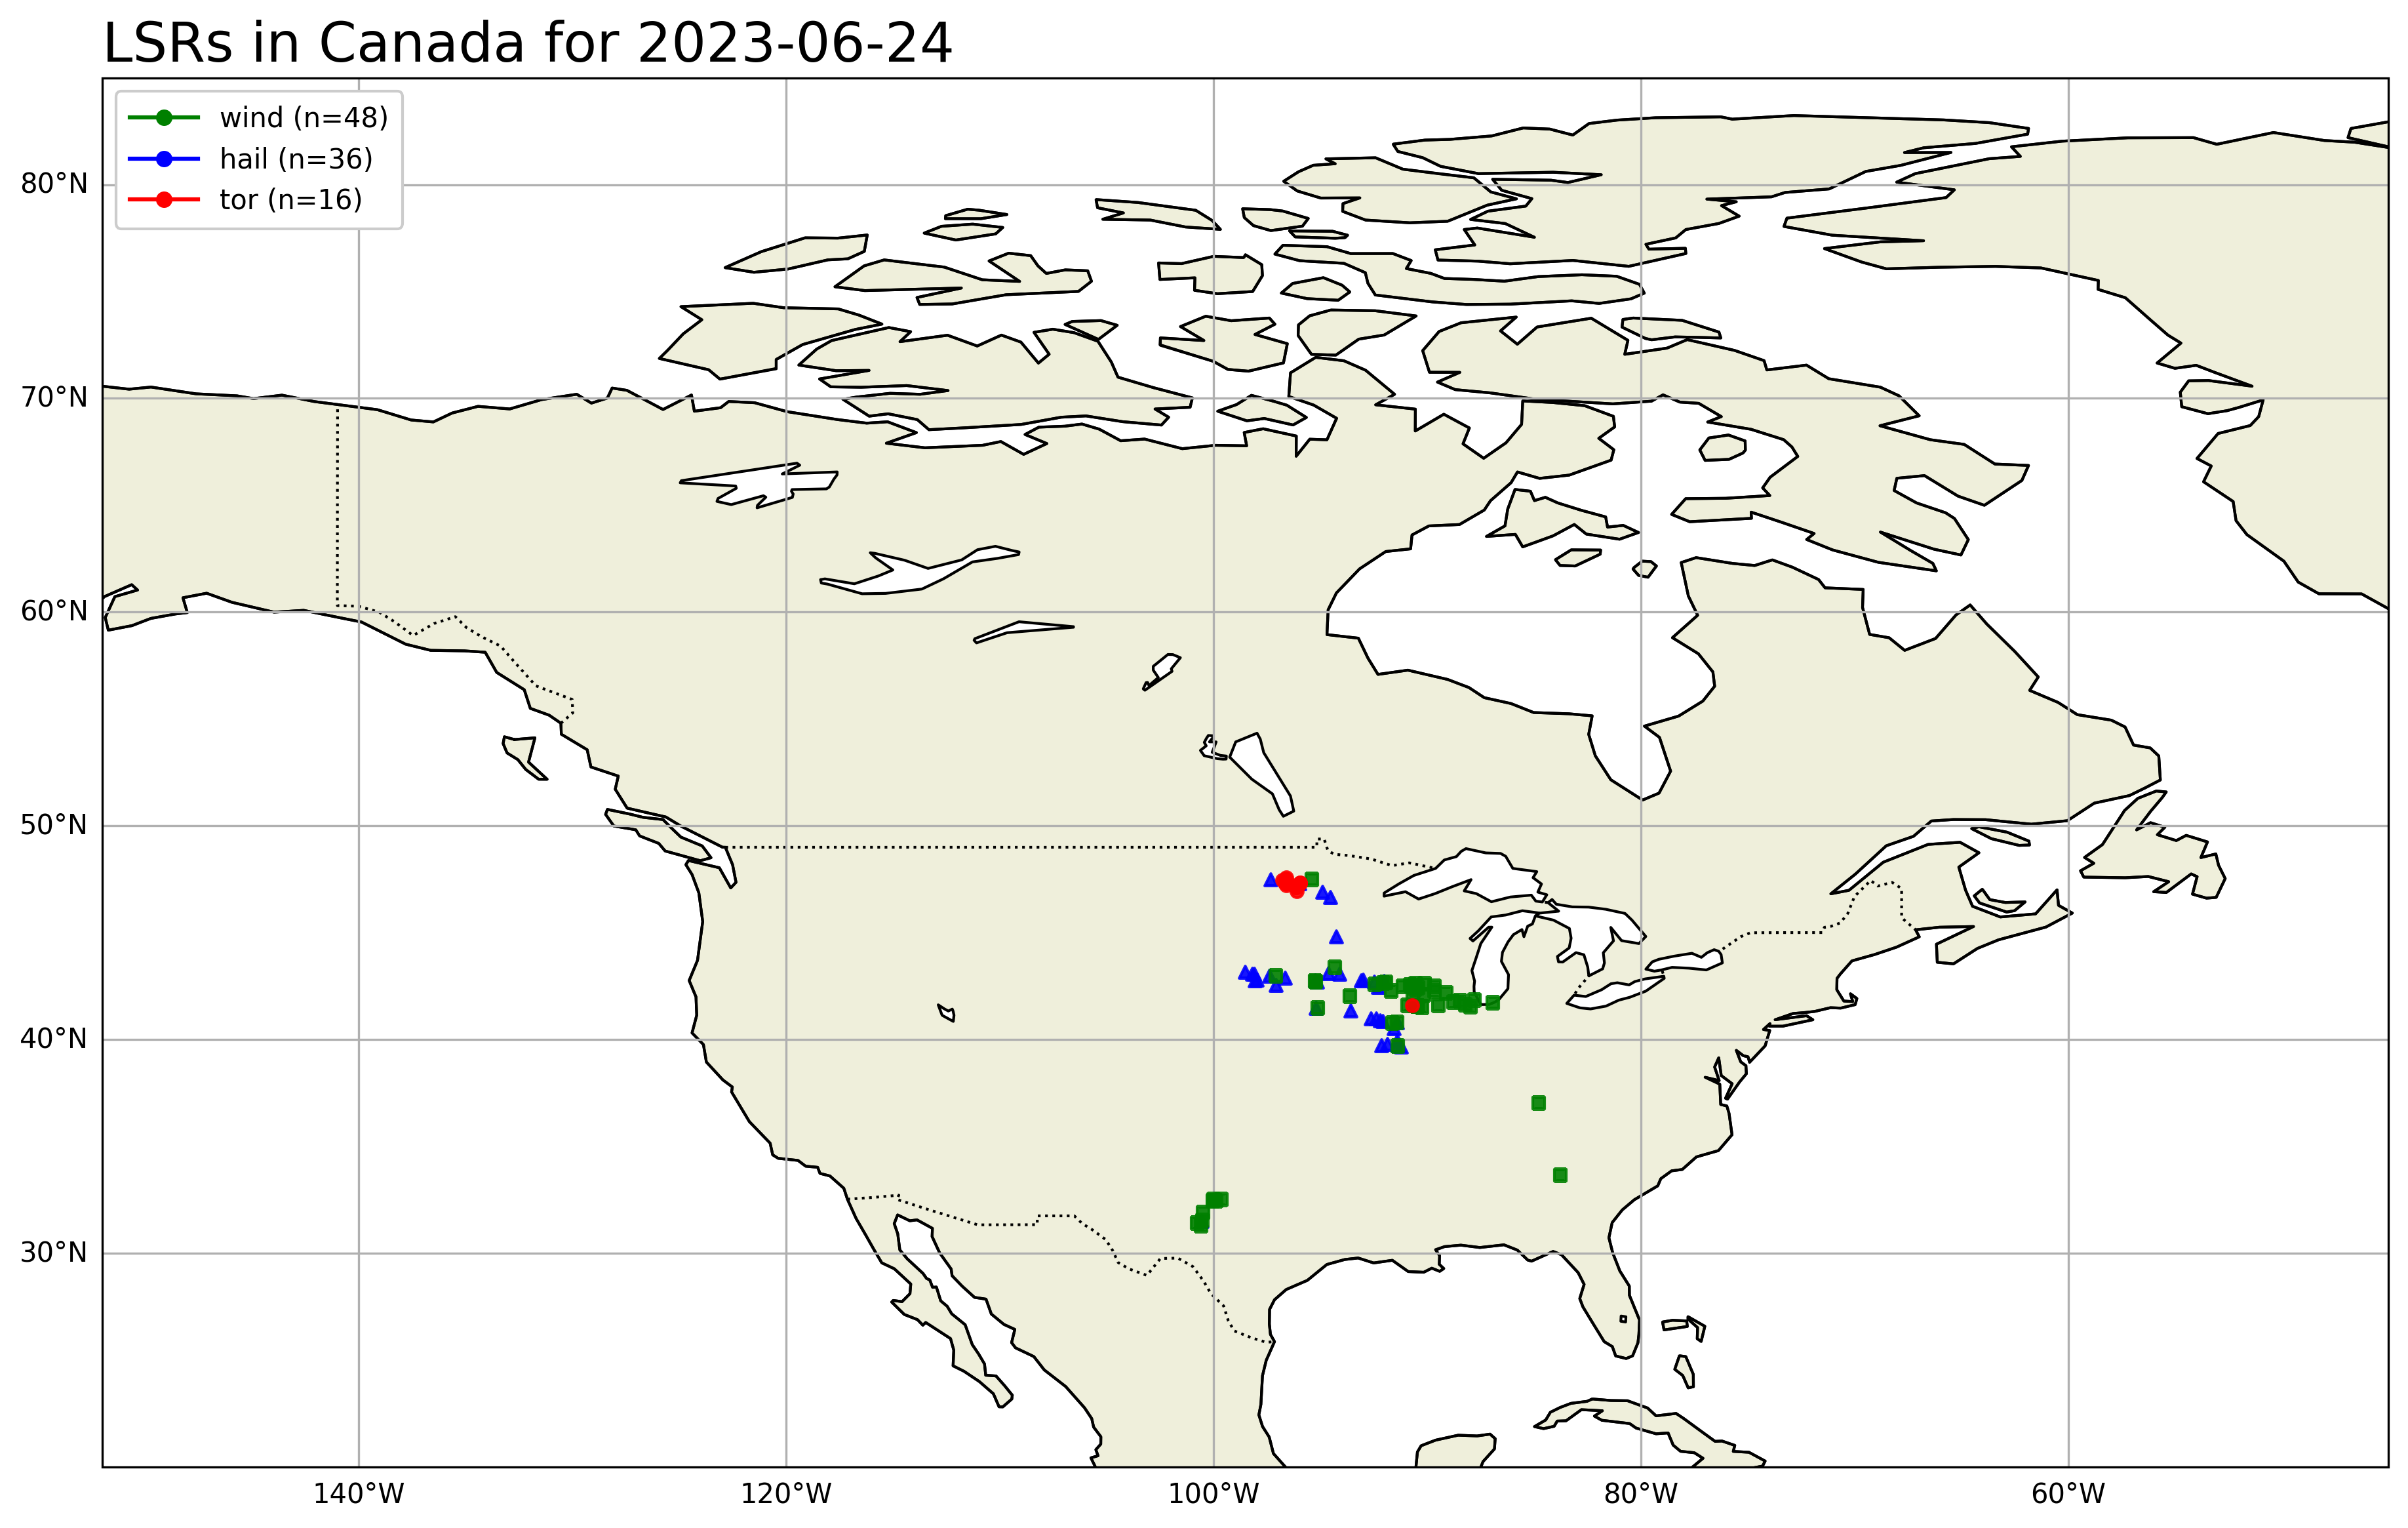 LSRs in Canada for 2023-06-24
wind (n=48)
hail (n=36)
tor (n=16)
80°N
70°N
60°N
50°N
40°N
30°N
140°W
120°W
100°W
80°W
60°W